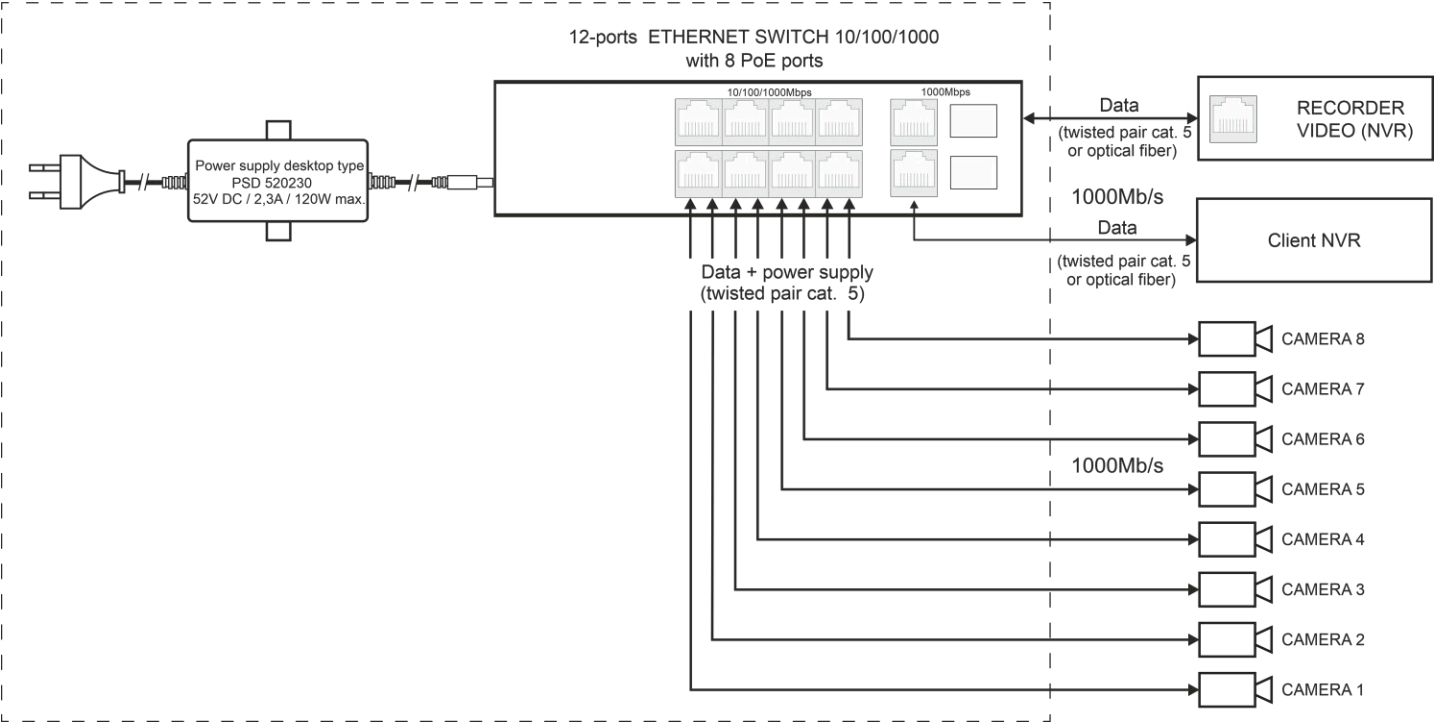 12-ports ETHERNET SWITCH 10/100/1000
with 8 PoE ports
10/100/1000Mbps
1000Mbps
Power supply desktop type
PSD 520230
52V DC / 2,3A / 120W max.
Data
(twisted pair cat. 5
or optical fiber)
RECORDER
VIDEO (NVR)
1000Mb/s
Data
(twisted pair cat. 5
or optical fiber)
Client NVR
Data + power supply
(twisted pair cat. 5)
CAMERA 8
CAMERA 7
CAMERA 6
1000Mb/s
CAMERA 5
CAMERA 4
CAMERA 3
CAMERA 2
CAMERA 1